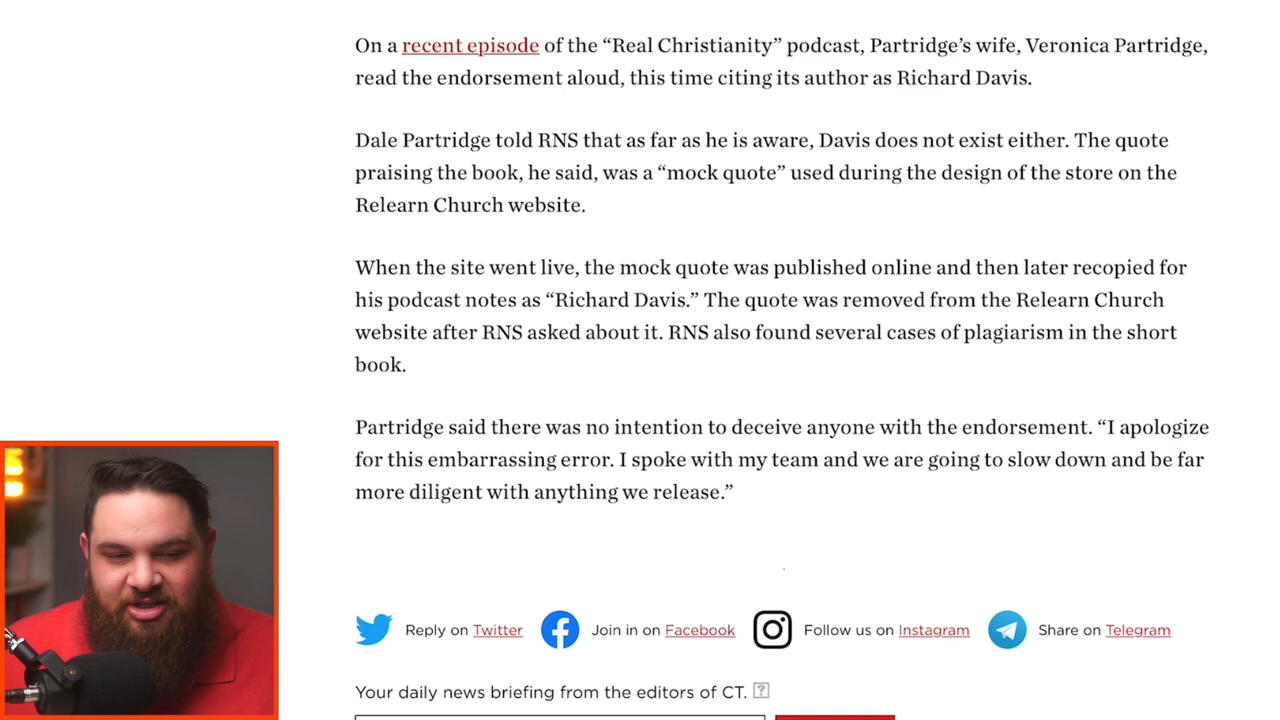 On a recent episode of the “Real Christianity” podcast, Partridge’s wife, Veronica Partridge,
read the endorsement aloud, this time citing its author as Richard Davis.
Dale Partridge told RNS that as far as he is aware, Davis does not exist either. The quote
praising the book, he said, was a “mock quote” used during the design of the store on the
Relearn Church website.
When the site went live, the mock quote was published online and then later recopied for
his podcast notes as “Richard Davis.” The quote was removed from the Relearn Church
website after RNS asked about it. RNS also found several cases of plagiarism in the short
book.
Partridge said there was no intention to deceive anyone with the endorsement. “I apologize
for this embarrassing error. I spoke with my team and we are going to slow down and be far
more diligent with anything we release.”
Reply on Twitter Join in on Facebook Follow us on Instagram Share on Telegram
Your daily news briefing from the editors of CT. ?